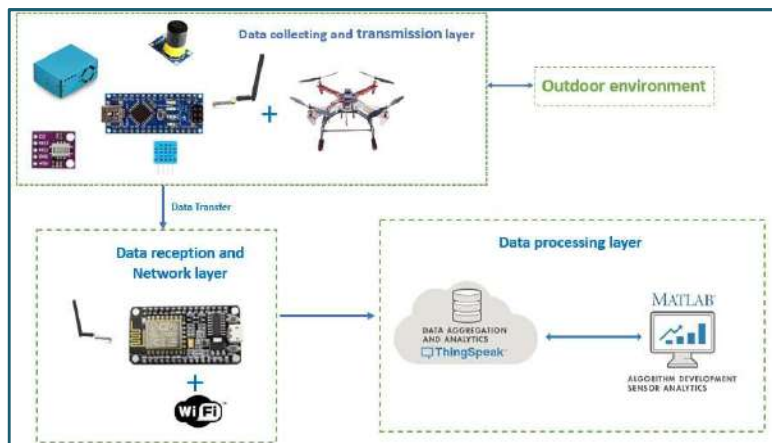 Data collecting and transmission layer
Outdoor environment
Data Transfer
Data reception and
Network layer
WiFi
Data processing layer
DATA AGGREGATION
AND ANALYTICS
ThingSpeak
MATLAB
ALGORITHM DEVELOPMENT
SENSOR ANALYTICS